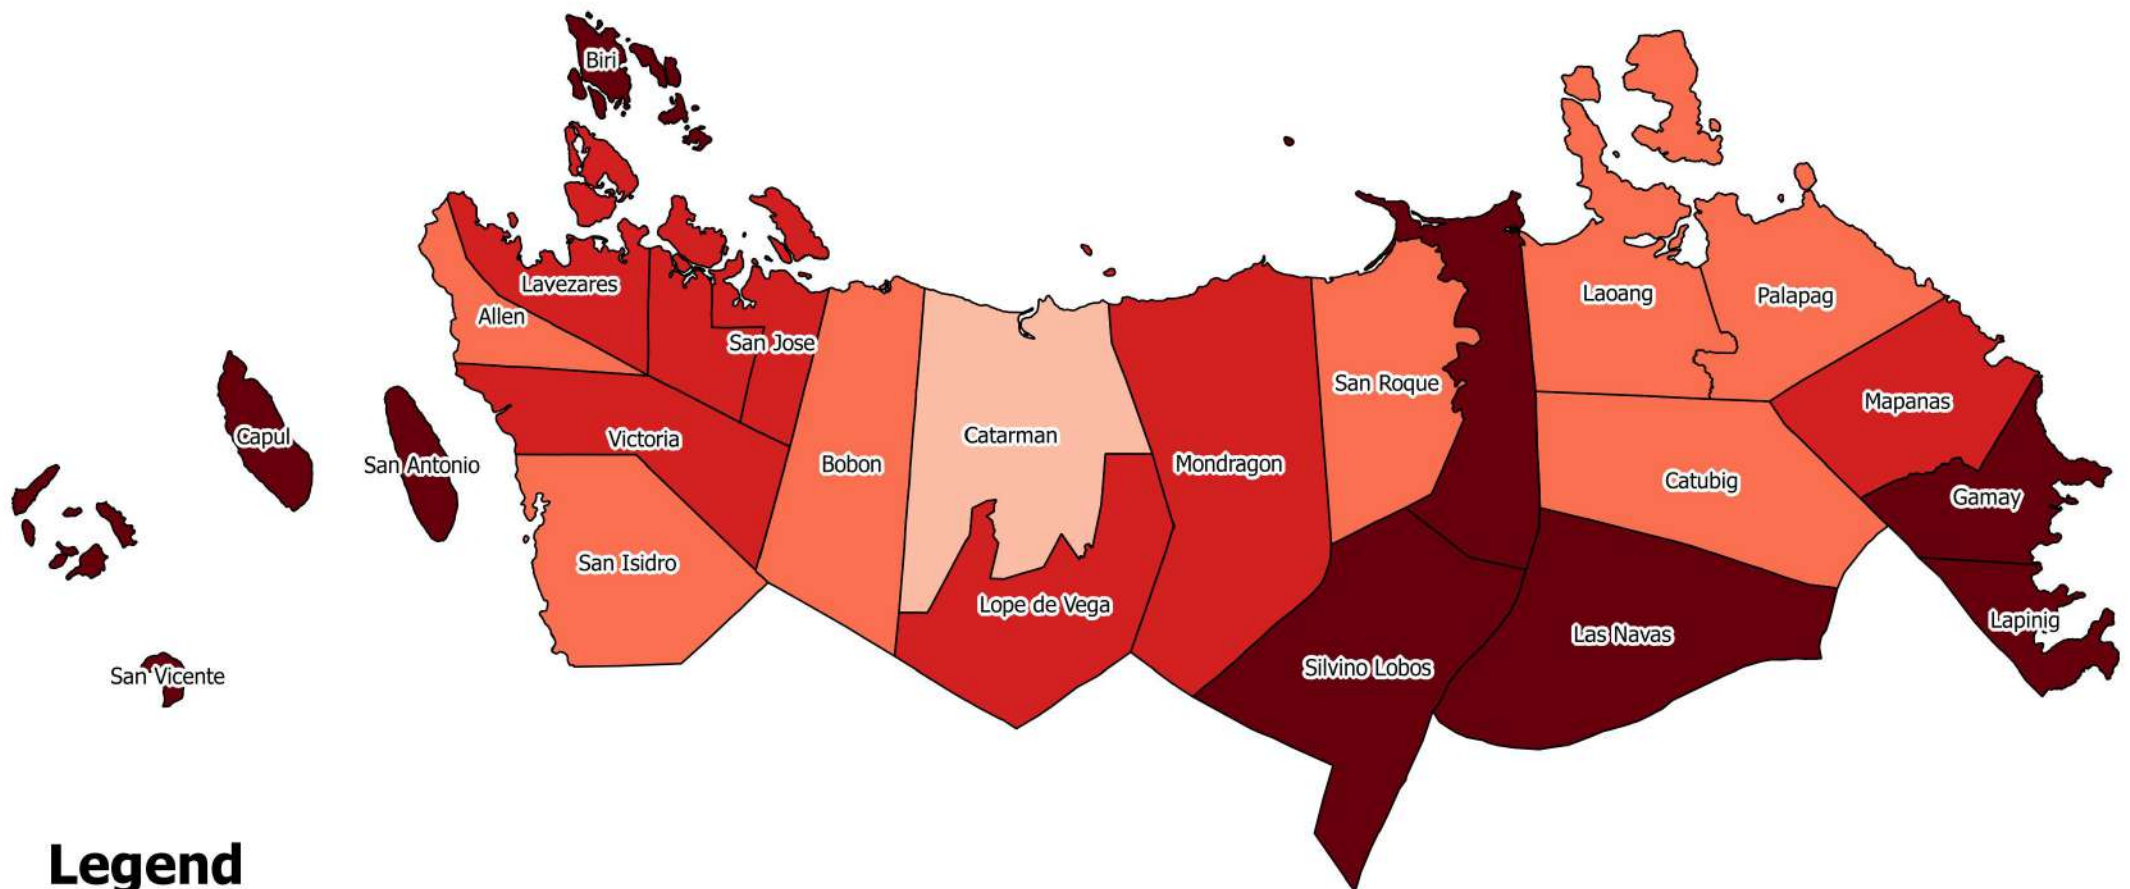 Biri
Lavezares
Allen
San Jose
Laoang
Palapag
San Roque
Mapanas
Capul
San Antonio
Victoria
Bobon
Catarman
Mondragon
Catubig
Gamay
San Isidro
Lope de Vega
Lapinig
Las Navas
Silvino Lobos
San Vicente
Legend